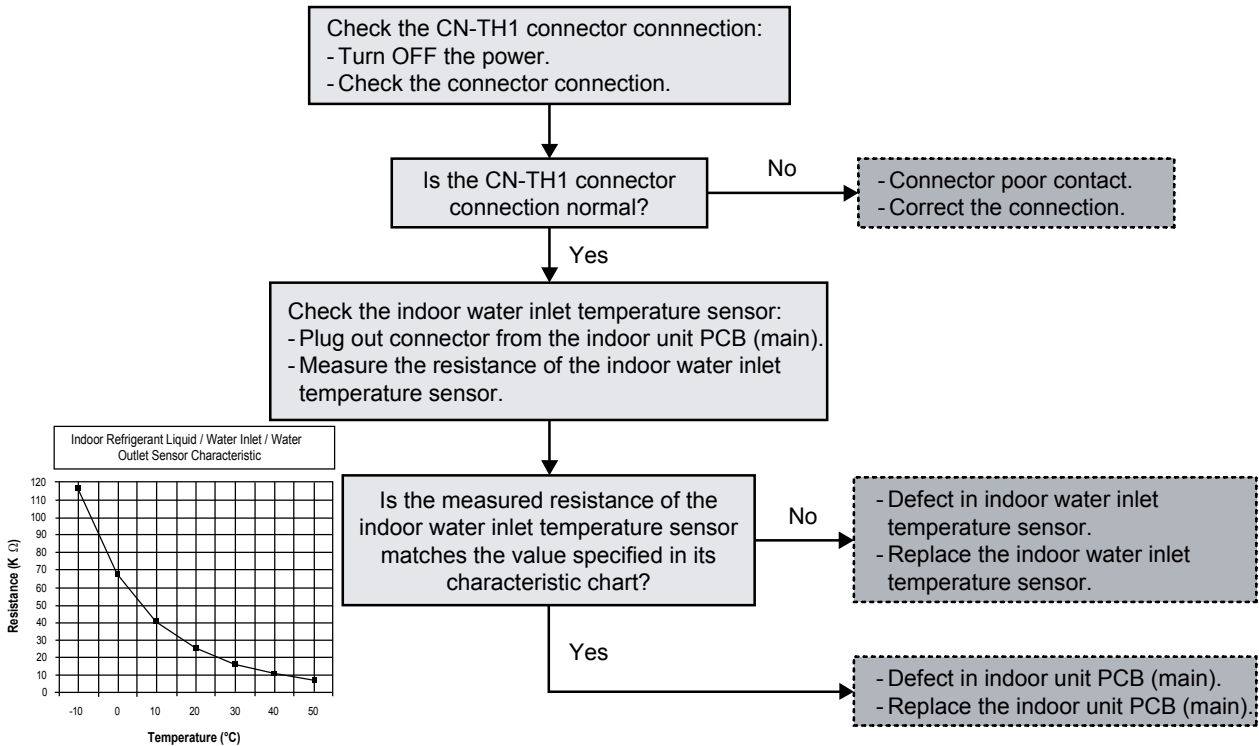 Check the CN-TH1 connector connnection:
- Turn OFF the power.
- Check the connector connection.
Is the CN-TH1 connector
connection normal?
No
- Connector poor contact.
- Correct the connection.
Yes
Check the indoor water inlet temperature sensor:
- Plug out connector from the indoor unit PCB (main).
- Measure the resistance of the indoor water inlet
temperature sensor.
Indoor Refrigerant Liquid / Water Inlet / Water
Outlet Sensor Characteristic
120
110
100
90
80
70
60
50
40
30
20
10
0
Resistance (K Ω)
-10 0 10 20 30 40 50
Temperature (°C)
Is the measured resistance of the
indoor water inlet temperature sensor
matches the value specified in its
characteristic chart?
No
- Defect in indoor water inlet
temperature sensor.
- Replace the indoor water inlet
temperature sensor.
Yes
- Defect in indoor unit PCB (main).
- Replace the indoor unit PCB (main).